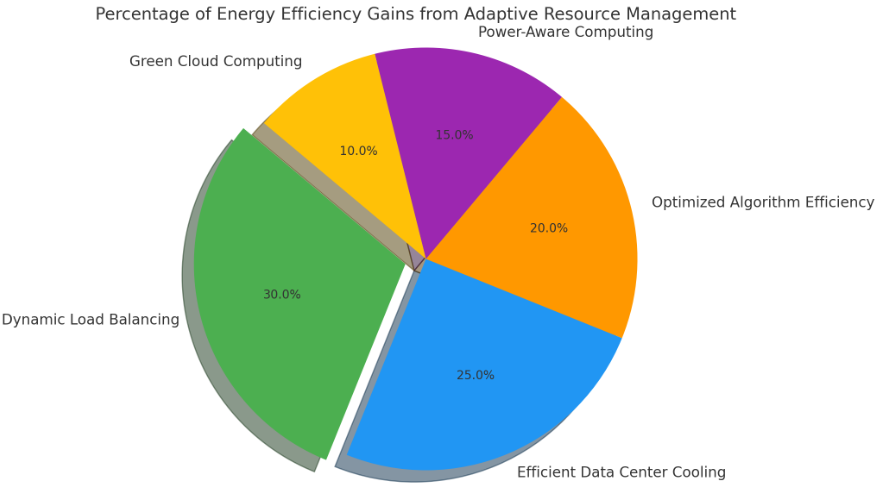 Percentage of Energy Efficiency Gains from Adaptive Resource Management
Power-Aware Computing
Green Cloud Computing
15.0%
10.0%
Optimized Algorithm Efficiency
20.0%
30.0%
Dynamic Load Balancing
25.0%
Efficient Data Center Cooling